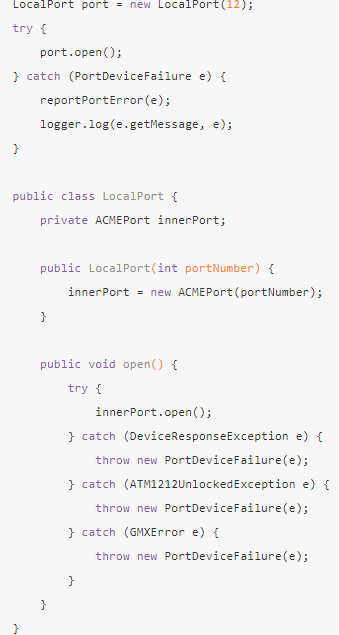 LocalPort port = new LocalPort(12);
try {
    port.open();
} catch (PortDeviceFailure e) {
    reportPortError(e);
    logger.log(e.getMessage, e);
}

public class LocalPort {
    private ACMEPort innerPort;

    public LocalPort(int portNumber) {
        innerPort = new ACMEPort(portNumber);
    }

    public void open() {
        try {
            innerPort.open();
        } catch (DeviceResponseException e) {
            throw new PortDeviceFailure(e);
        } catch (ATM1212UnlockedException e) {
            throw new PortDeviceFailure(e);
        } catch (GMXError e) {
            throw new PortDeviceFailure(e);
        }
    }
}